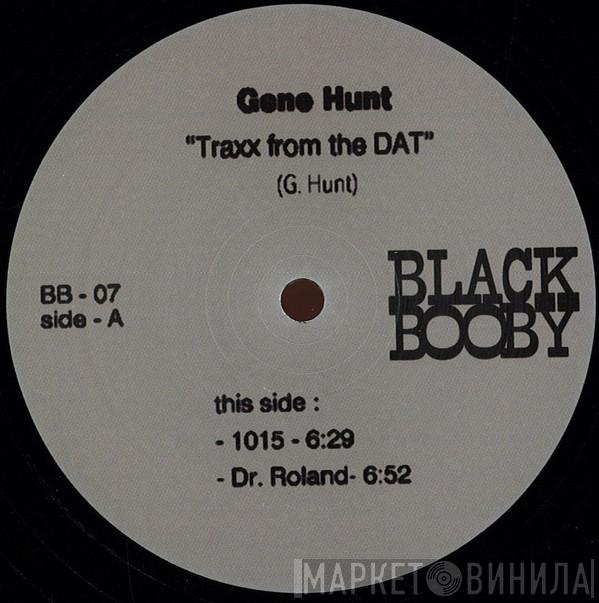 Gene Hunt
"Traxx from the DAT"
(G. Hunt)
BLACK
BOOBY
BB - 07
side - A
this side :
- 1015 - 6:29
- Dr. Roland- 6:52
МАРКЕТ ВИНИЛА